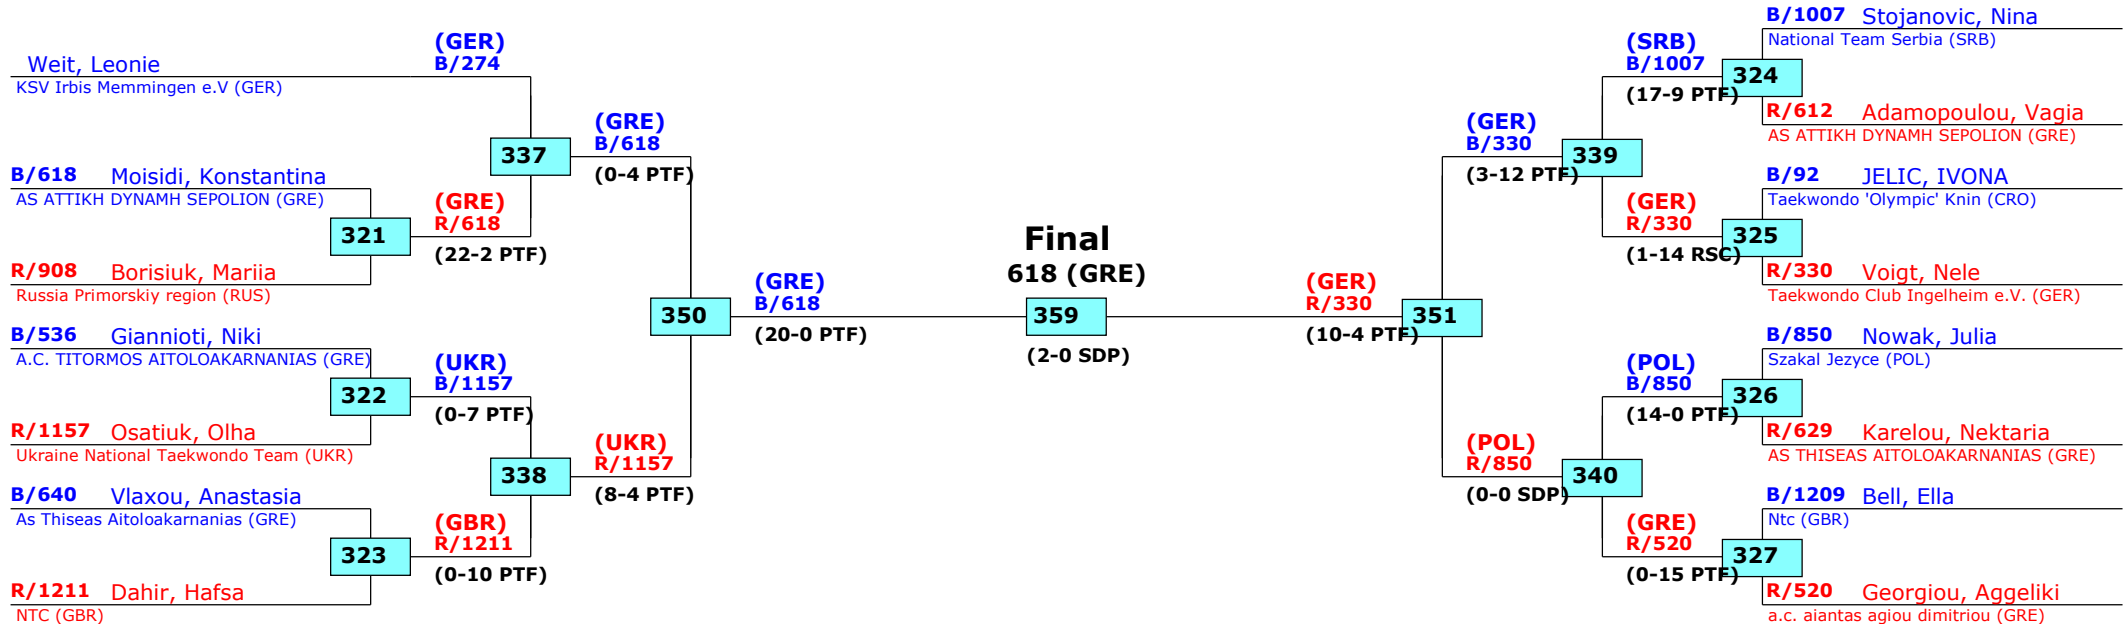 Weit, Leonie
KSV Irbis Memmingen e.V (GER)
B/618 Moisidi, Konstantina
AS ATTIKH DYNAMH SEPOLION (GRE)
321
R/908 Borisiuk, Mariia
Russia Primorskiy region (RUS)
B/536 Giannioti, Niki
A.C. TITORMOS AITOLOAKARNANIAS (GRE)
322
R/1157 Osatiuk, Olha
Ukraine National Taekwondo Team (UKR)
B/640 Vlaxou, Anastasia
As Thiseas Aitoloakarnanias (GRE)
323
R/1211 Dahir, Hafsa
NTC (GBR)
(GER)
B/274
337
(GRE)
R/618
(22-2 PTF)
(UKR)
B/1157
(0-7 PTF)
338
(GBR)
R/1211
(0-10 PTF)
(GRE)
B/618
(0-4 PTF)
350
(UKR)
R/1157
(8-4 PTF)
(GRE)
B/618
(20-0 PTF)
Final
618 (GRE)
359
(2-0 SDP)
(GER)
R/330
(10-4 PTF)
351
(GER)
B/330
(3-12 PTF)
(POL)
R/850
(0-0 SDP)
339
340
(SRB)
B/1007
(17-9 PTF)
(GER)
R/330
(1-14 RSC)
(POL)
B/850
(14-0 PTF)
(GRE)
R/520
(0-15 PTF)
B/1007 Stojanovic, Nina
National Team Serbia (SRB)
324
R/612 Adamopoulou, Vagia
AS ATTIKH DYNAMH SEPOLION (GRE)
B/92 JELIC, IVONA
Taekwondo 'Olympic' Knin (CRO)
325
R/330 Voigt, Nele
Taekwondo Club Ingelheim e.V. (GER)
B/850 Nowak, Julia
Szakal Jezyce (POL)
326
R/629 Karelou, Nektaria
AS THISEAS AITOLOAKARNANIAS (GRE)
B/1209 Bell, Ella
Ntc (GBR)
327
R/520 Georgiou, Aggeliki
a.c. aiantas agiou dimitriou (GRE)